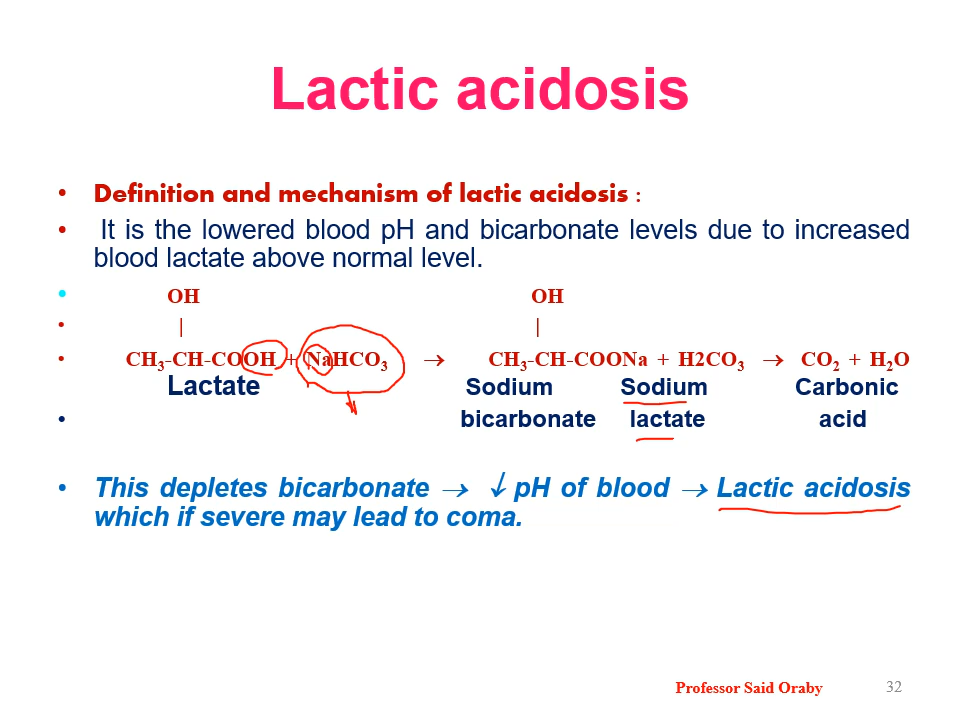 Lactic acidosis
• Definition and mechanism of lactic acidosis :
• It is the lowered blood pH and bicarbonate levels due to increased
blood lactate above normal level.
• OH OH
• | |
• CH₃-CH-COOH + NaHCO₃ → CH₃-CH-COONa + H2CO₃ → CO₂ + H₂O
Lactate Sodium Sodium Carbonic
• bicarbonate lactate acid
• This depletes bicarbonate → ↓ pH of blood → Lactic acidosis
which if severe may lead to coma.
Professor Said Oraby 32